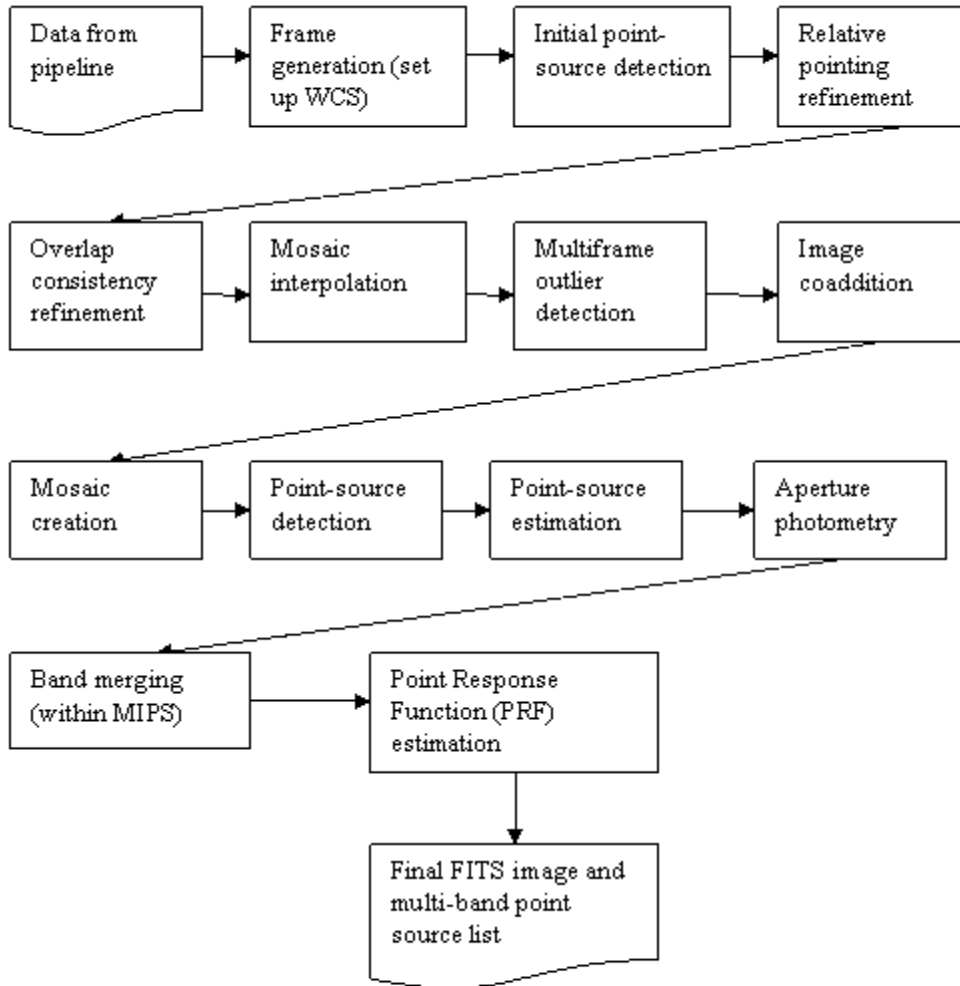 Data from
pipeline
Frame
generation (set
up WCS)
Initial point-
source detection
Relative
pointing
refinement
Overlap
consistency
refinement
Mosaic
interpolation
Multiframe
outlier
detection
Image
coaddition
Mosaic
creation
Point-source
detection
Point-source
estimation
Aperture
photometry
Band merging
(within MIPS)
Point Response
Function (PRF)
estimation
Final FITS image and
multi-band point
source list